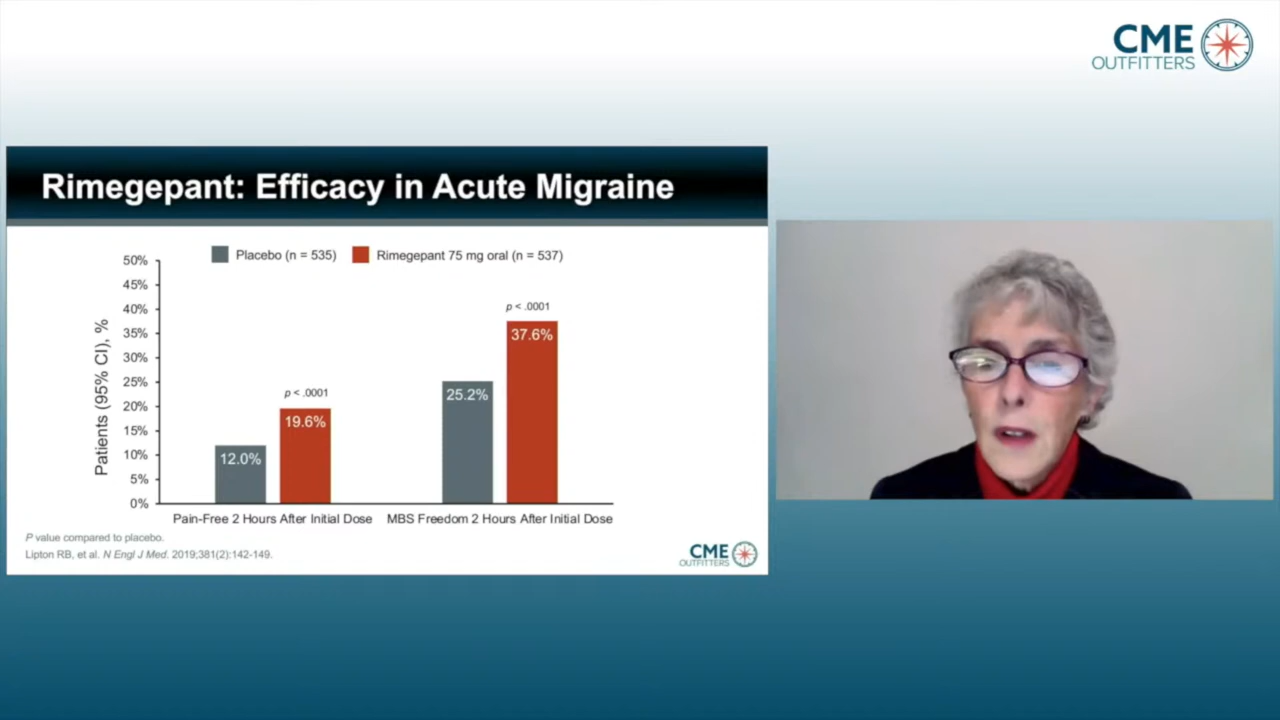 CME
OUTFITTERS
Rimegepant: Efficacy in Acute Migraine
Placebo (n = 535)
Rimegepant 75 mg oral (n = 537)
Patients (95% CI), %
50%
45%
40%
35%
30%
25%
20%
15%
10%
5%
0%
12.0%
p < .0001
19.6%
25.2%
p < .0001
37.6%
Pain-Free 2 Hours After Initial Dose
MBS Freedom 2 Hours After Initial Dose
P value compared to placebo.
Lipton RB, et al. N Engl J Med. 2019;381(2):142-149.
CME
OUTFITTERS